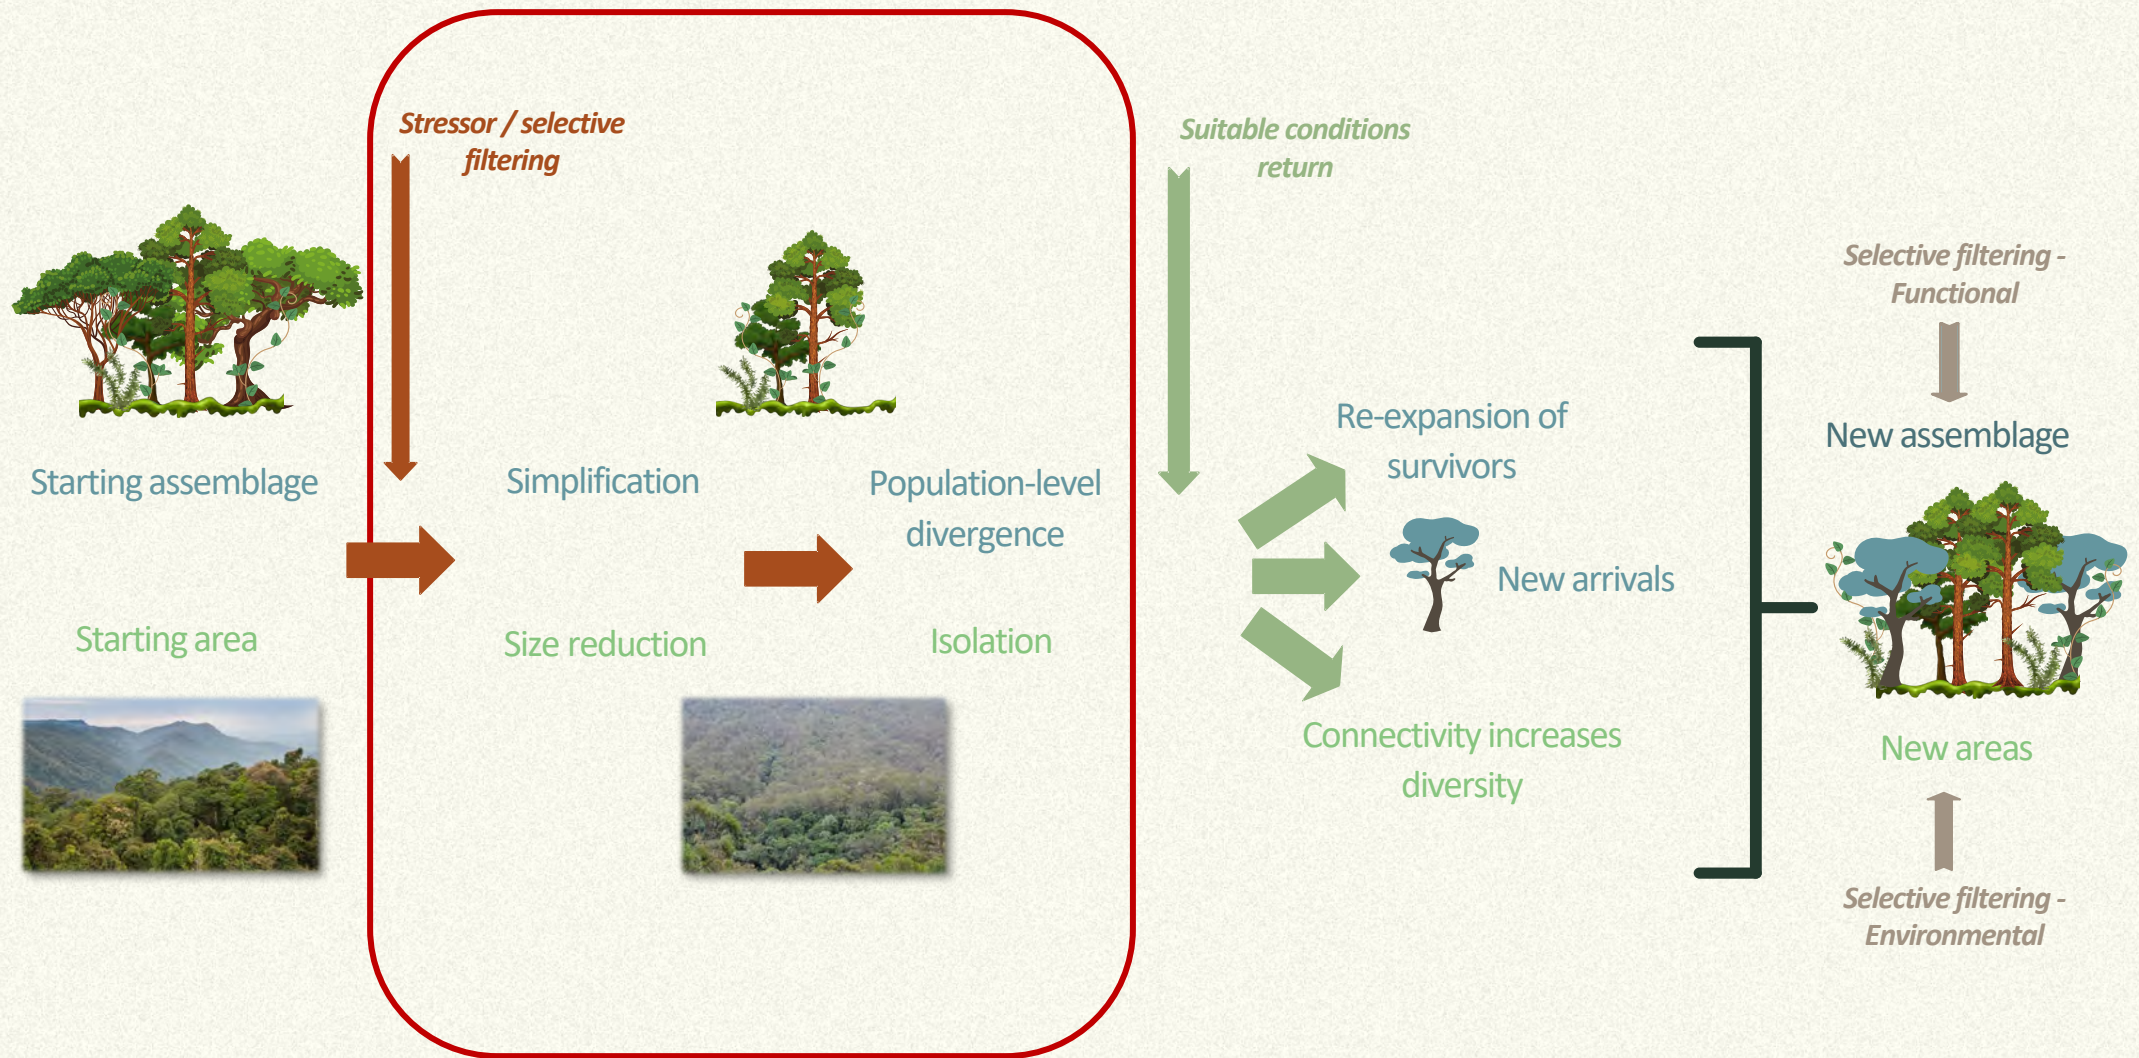 Stressor / selective
filtering
Suitable conditions
return
Selective filtering -
Functional
Starting assemblage
Simplification
Population-level
divergence
Re-expansion of
survivors
New arrivals
New assemblage
Starting area
Size reduction
Isolation
Connectivity increases
diversity
New areas
Selective filtering -
Environmental